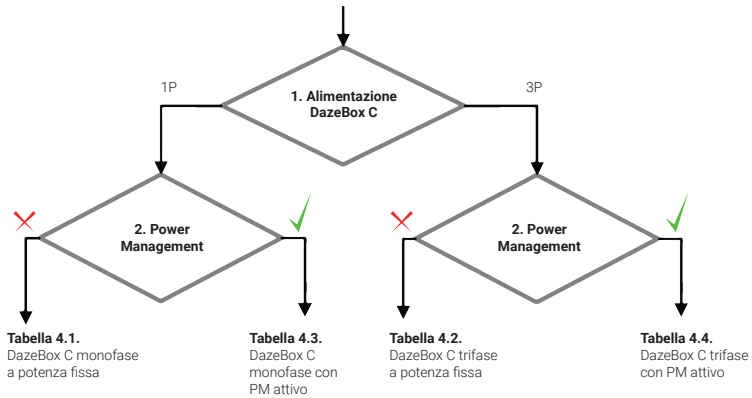 1P
1. Alimentazione
DazeBox C
3P
2. Power
Management
2. Power
Management
Tabella 4.1.
DazeBox C monofase
a potenza fissa
Tabella 4.3.
DazeBox C
monofase con
PM attivo
Tabella 4.2.
DazeBox C trifase
a potenza fissa
Tabella 4.4.
DazeBox C trifase
con PM attivo